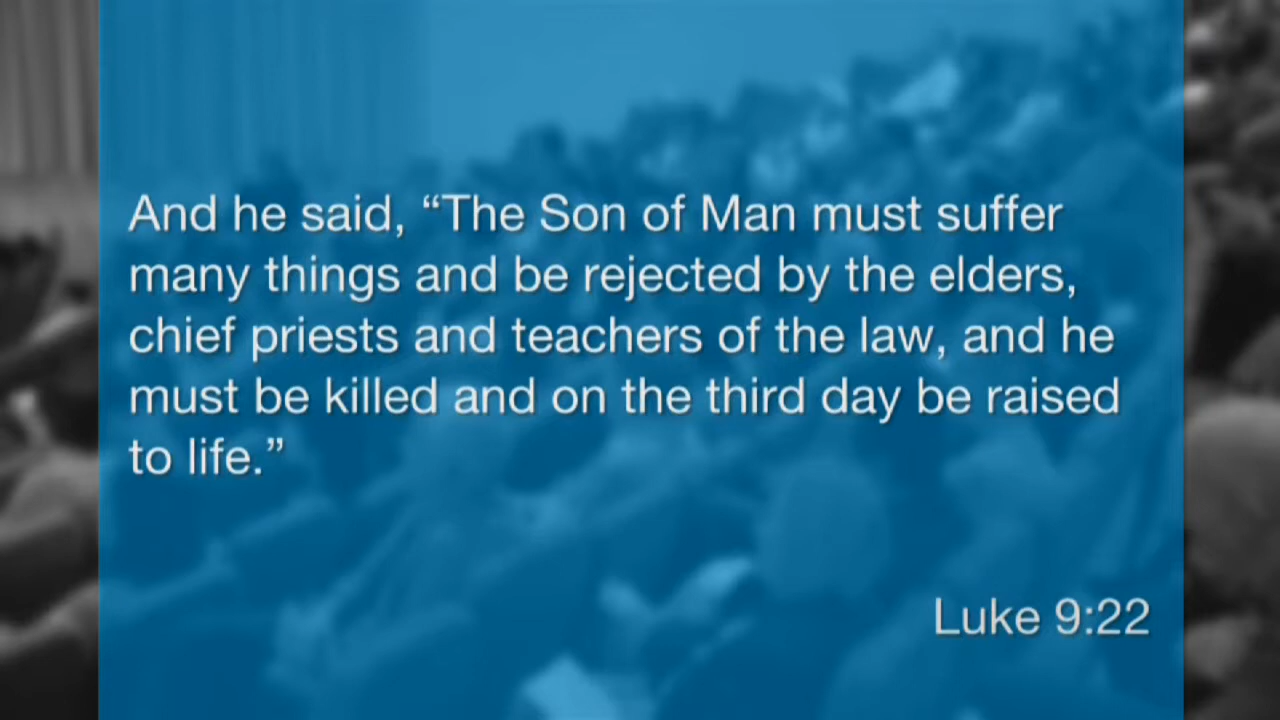 And he said, “The Son of Man must suffer
many things and be rejected by the elders,
chief priests and teachers of the law, and he
must be killed and on the third day be raised
to life.”
Luke 9:22